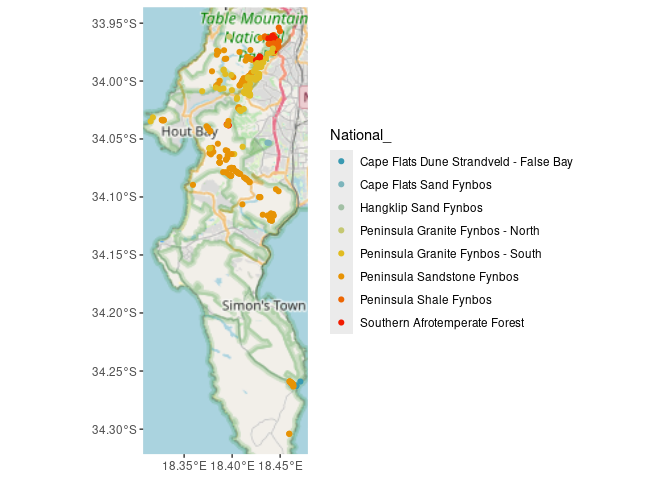 33.95°S
34.00°S
34.05°S
34.10°S
34.15°S
34.20°S
34.25°S
34.30°S
Table Mountain
National
Hout Bay
Simon's Town
M
18.35°E 18.40°E 18.45°E
National_
Cape Flats Dune Strandveld - False Bay
Cape Flats Sand Fynbos
Hangklip Sand Fynbos
Peninsula Granite Fynbos - North
Peninsula Granite Fynbos - South
Peninsula Sandstone Fynbos
Peninsula Shale Fynbos
Southern Afrotemperate Forest